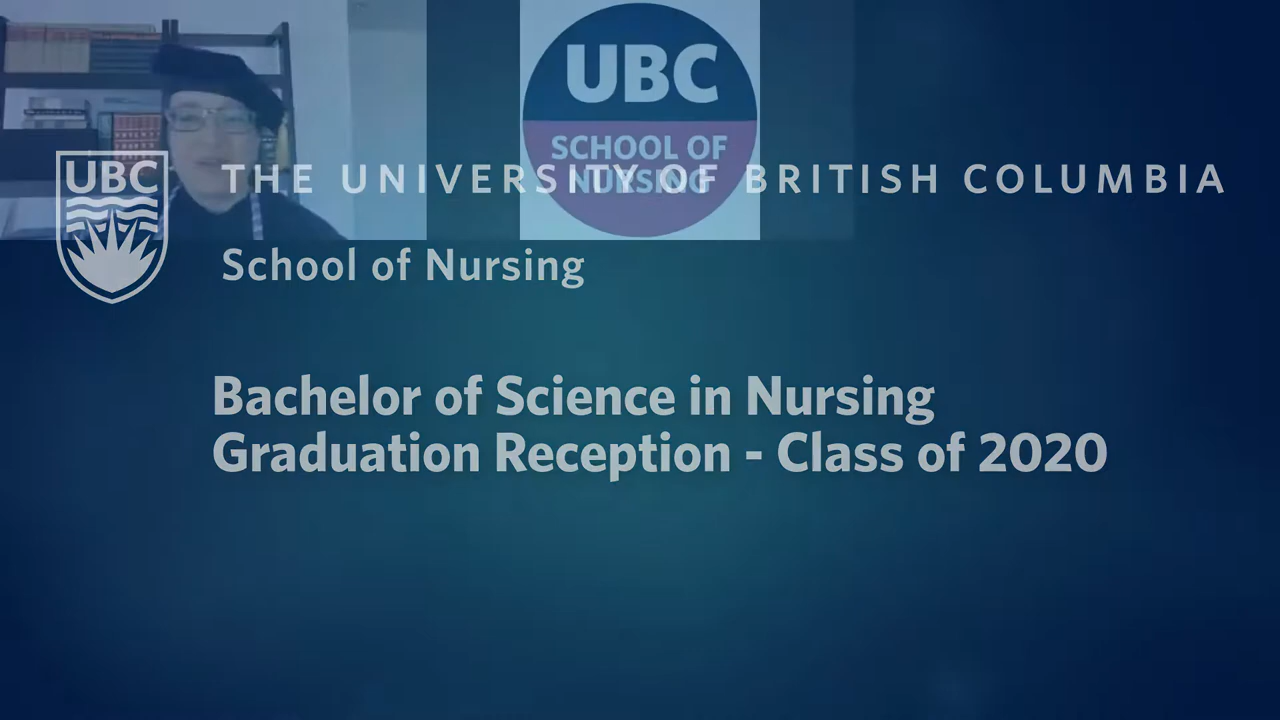 UBC
SCHOOL OF
NURSING
UBC
THE UNIVERSITY OF BRITISH COLUMBIA
School of Nursing
Bachelor of Science in Nursing
Graduation Reception - Class of 2020